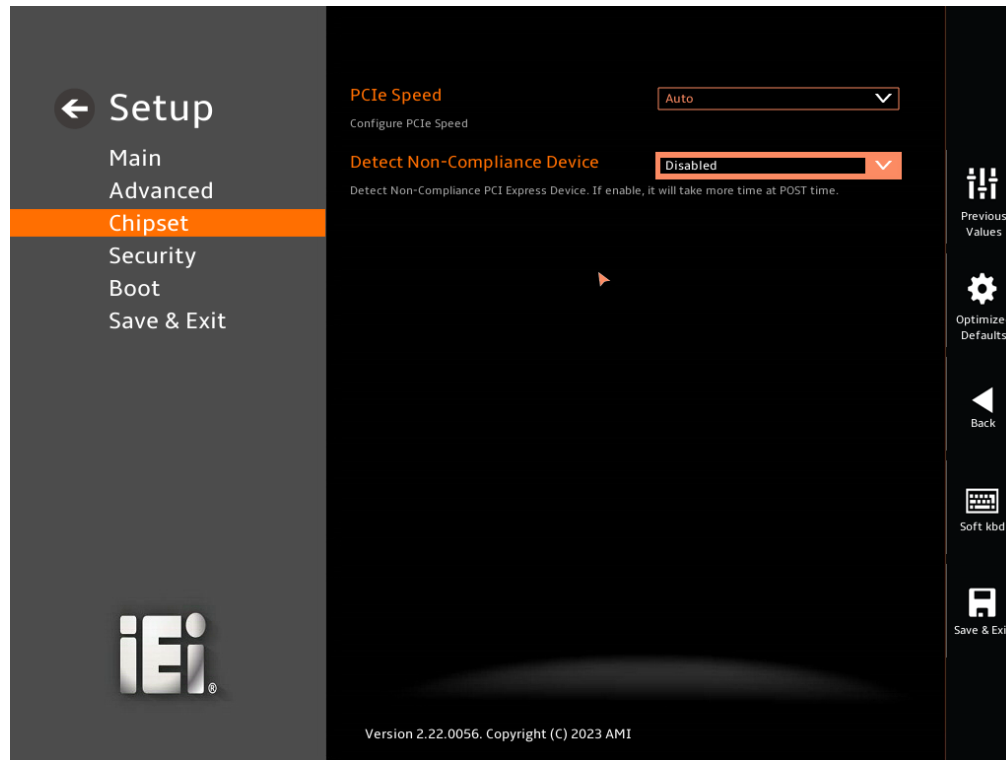 Setup
Main
Advanced
Chipset
Security
Boot
Save & Exit
PCIe Speed
Auto
Configure PCIe Speed
Detect Non-Compliance Device
Disabled
Detect Non-Compliance PCI Express Device. If enable, it will take more time at POST time.
Previous
Values
Optimize
Defaults
Back
Soft kbd
Save & Exi
iEi®
Version 2.22.0056. Copyright (C) 2023 AMI